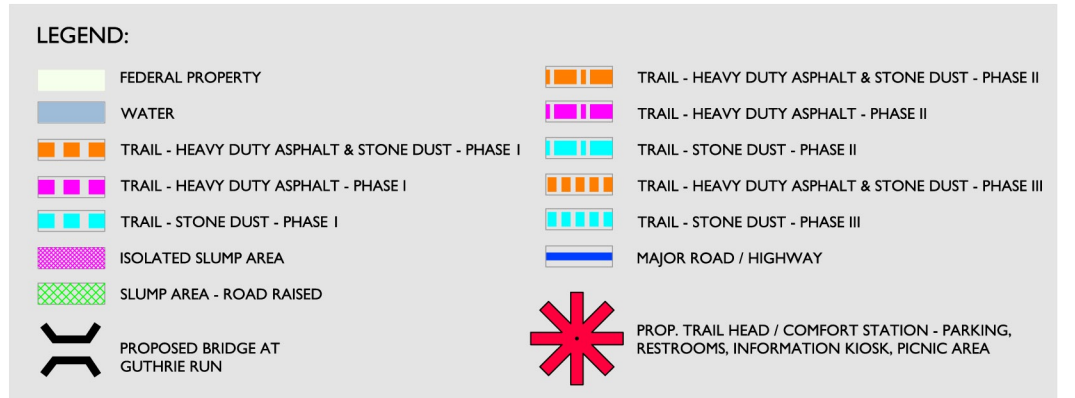 LEGEND:
FEDERAL PROPERTY
WATER
TRAIL - HEAVY DUTY ASPHALT & STONE DUST - PHASE I
TRAIL - HEAVY DUTY ASPHALT - PHASE I
TRAIL - STONE DUST - PHASE I
ISOLATED SLUMP AREA
SLUMP AREA - ROAD RAISED
PROPOSED BRIDGE AT
GUTHRIE RUN
TRAIL - HEAVY DUTY ASPHALT & STONE DUST - PHASE II
TRAIL - HEAVY DUTY ASPHALT - PHASE II
TRAIL - STONE DUST - PHASE II
TRAIL - HEAVY DUTY ASPHALT & STONE DUST - PHASE III
TRAIL - STONE DUST - PHASE III
MAJOR ROAD / HIGHWAY
PROP. TRAIL HEAD / COMFORT STATION - PARKING,
RESTROOMS, INFORMATION KIOSK, PICNIC AREA